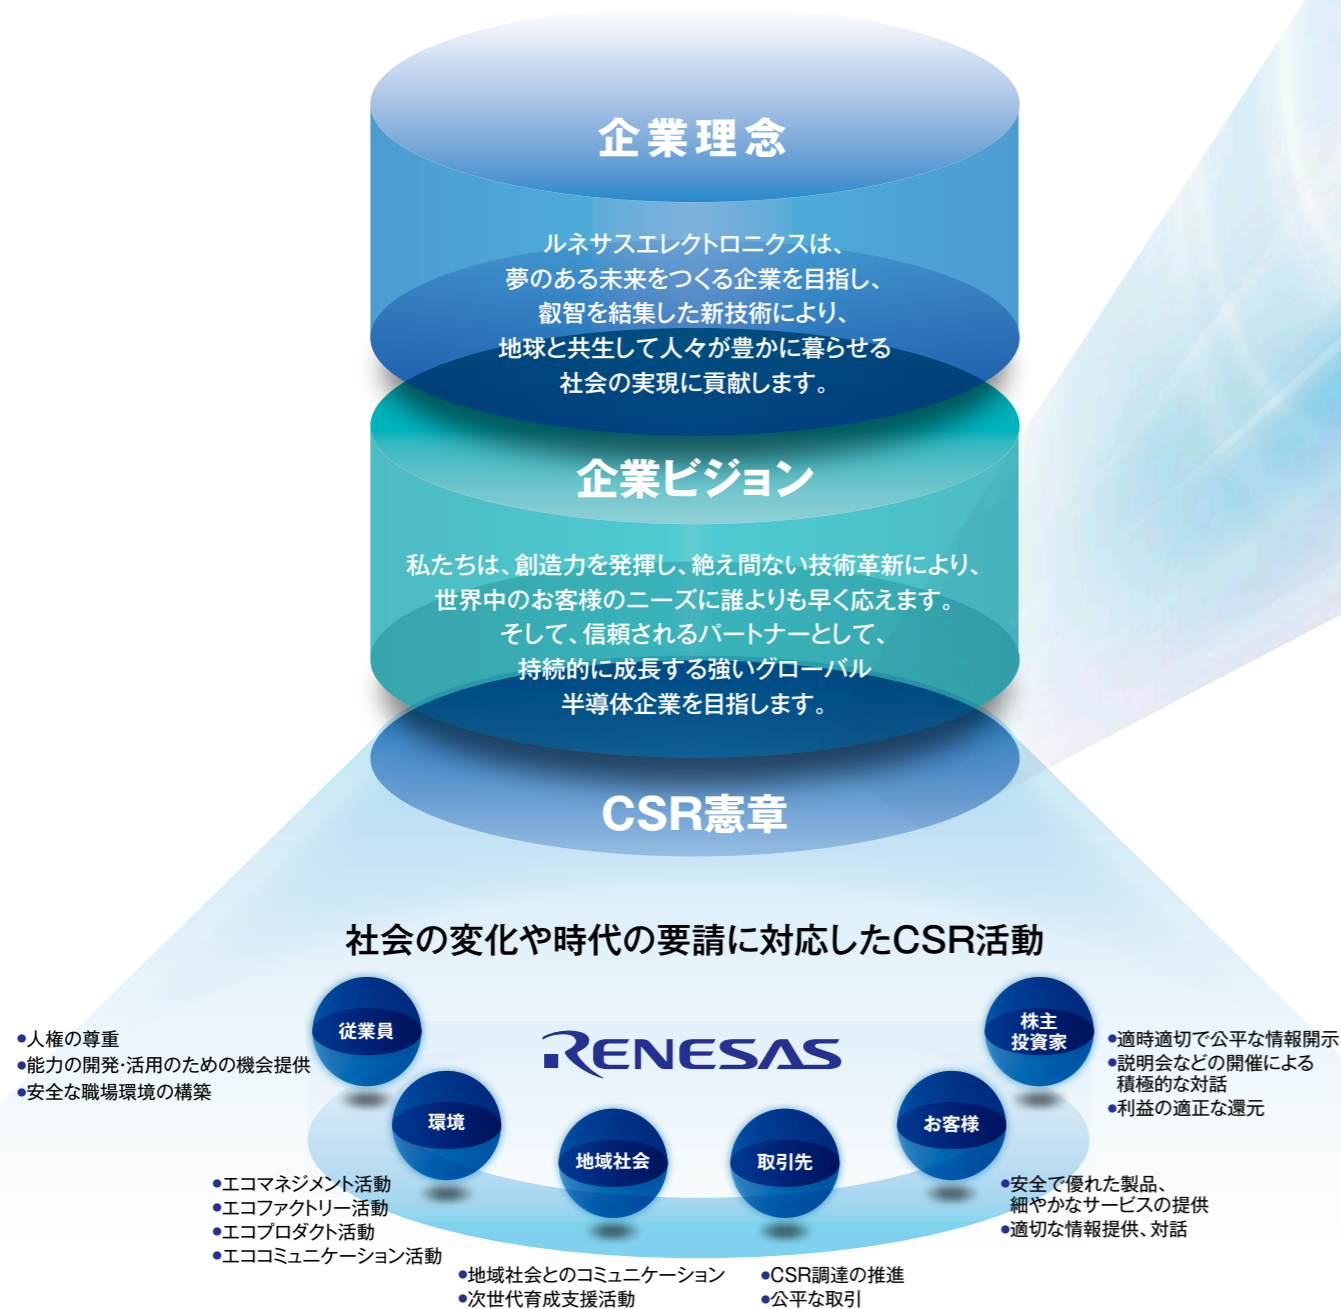 企業理念
ルネサスエレクトロニクスは、
夢のある未来をつくる企業を目指し、
叡智を結集した新技術により、
地球と共生して人々が豊かに暮らせる
社会の実現に貢献します。
企業ビジョン
私たちは、創造力を発揮し、絶え間ない技術革新により、
世界中のお客様のニーズに誰よりも早く応えます。
そして、信頼されるパートナーとして、
持続的に成長する強いグローバル
半導体企業を目指します。
CSR憲章
社会の変化や時代の要請に対応したCSR活動
RENESAS
従業員
●人権の尊重
●能力の開発・活用のための機会提供
●安全な職場環境の構築
環境
●エコマネジメント活動
●エコファクトリー活動
●エコプロダクト活動
●エココミュニケーション活動
地域社会
●地域社会とのコミュニケーション
●次世代育成支援活動
取引先
●CSR調達の推進
●公平な取引
お客様
●安全で優れた製品、
細やかなサービスの提供
●適切な情報提供、対話
株主
投資家
●適時適切で公平な情報開示
●説明会などの開催による
積極的な対話
●利益の適正な還元